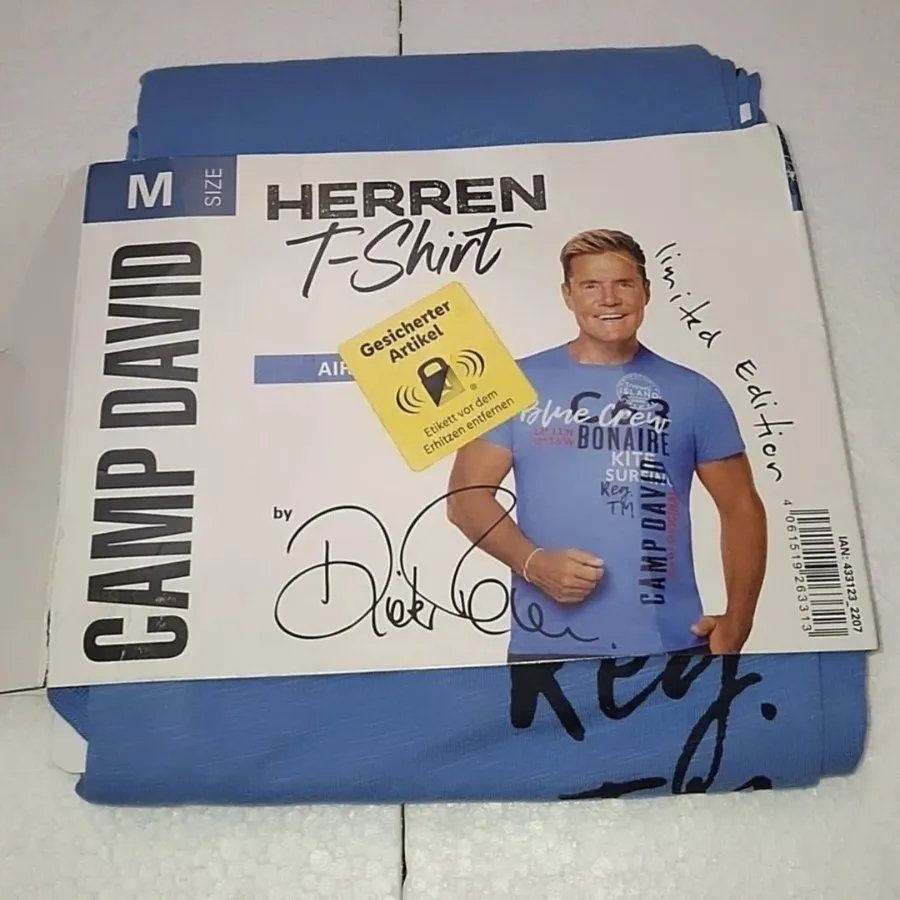 M
SIZE
CAMP DAVID
HERREN
T-Shirt
AIR
Gesicherter
Artikel
Etikett vor dem
Erhitzen entfernen
by
limited Edition
Blue Crew
BONAIRE
KITE
SURFIN
Reg.
TM
CAMP DAVID
IAN: 433123_2207
4 061519 263313
Reg.